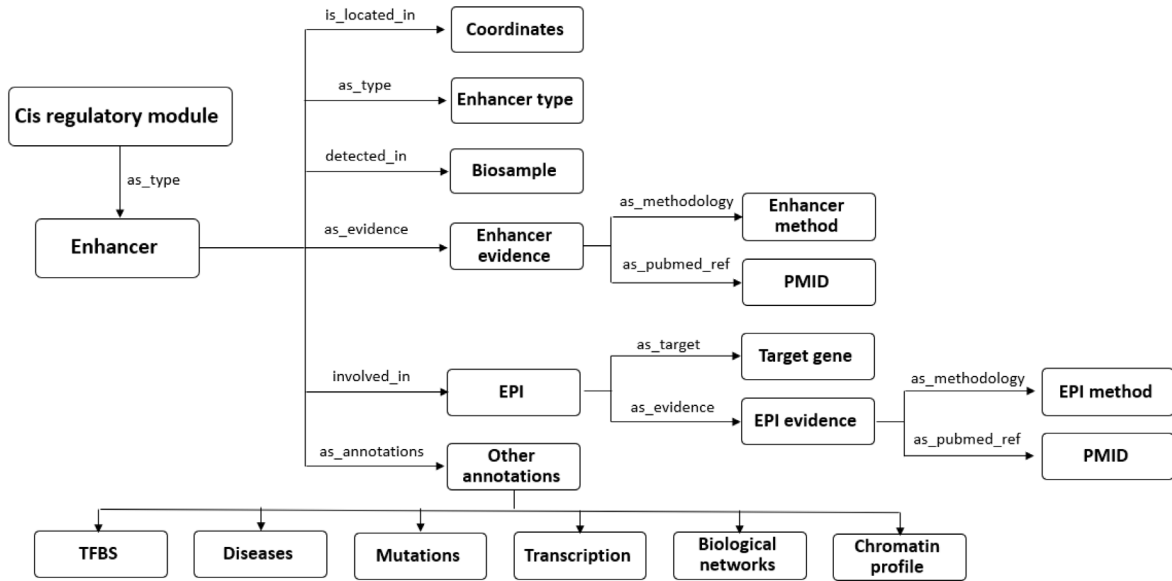 is_located_in
Coordinates
as_type
Enhancer type
Cis regulatory module
detected_in
Biosample
as_type
as_methodology
Enhancer
method
Enhancer
as_evidence
Enhancer
evidence
as_pubmed_ref
PMID
as_target
Target gene
involved_in
EPI
as_methodology
EPI method
as_evidence
EPI evidence
as_pubmed_ref
PMID
as_annotations
Other
annotations
TFBS
Diseases
Mutations
Transcription
Biological
networks
Chromatin
profile